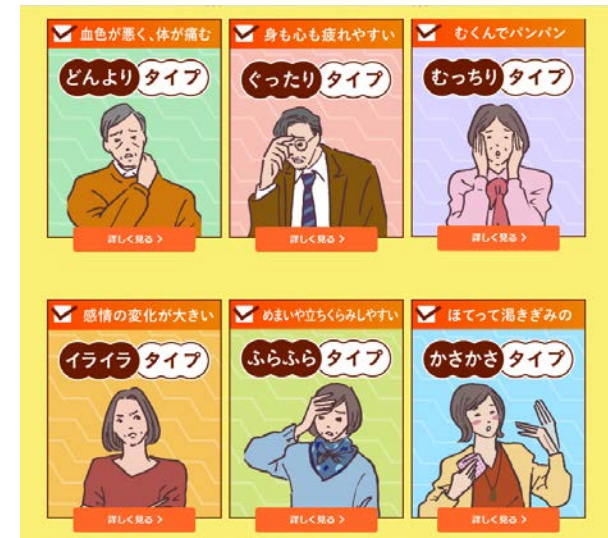 血色が悪く、体が痛む
どんよりタイプ
詳しく見る >
身も心も疲れやすい
ぐったりタイプ
詳しく見る >
むくんでパンパン
むっちりタイプ
詳しく見る >
感情の変化が大きい
イライラタイプ
詳しく見る >
めまいや立ちくらみしやすい
ふらふらタイプ
詳しく見る >
ほてって渇きぎみの
かさかさタイプ
詳しく見る >